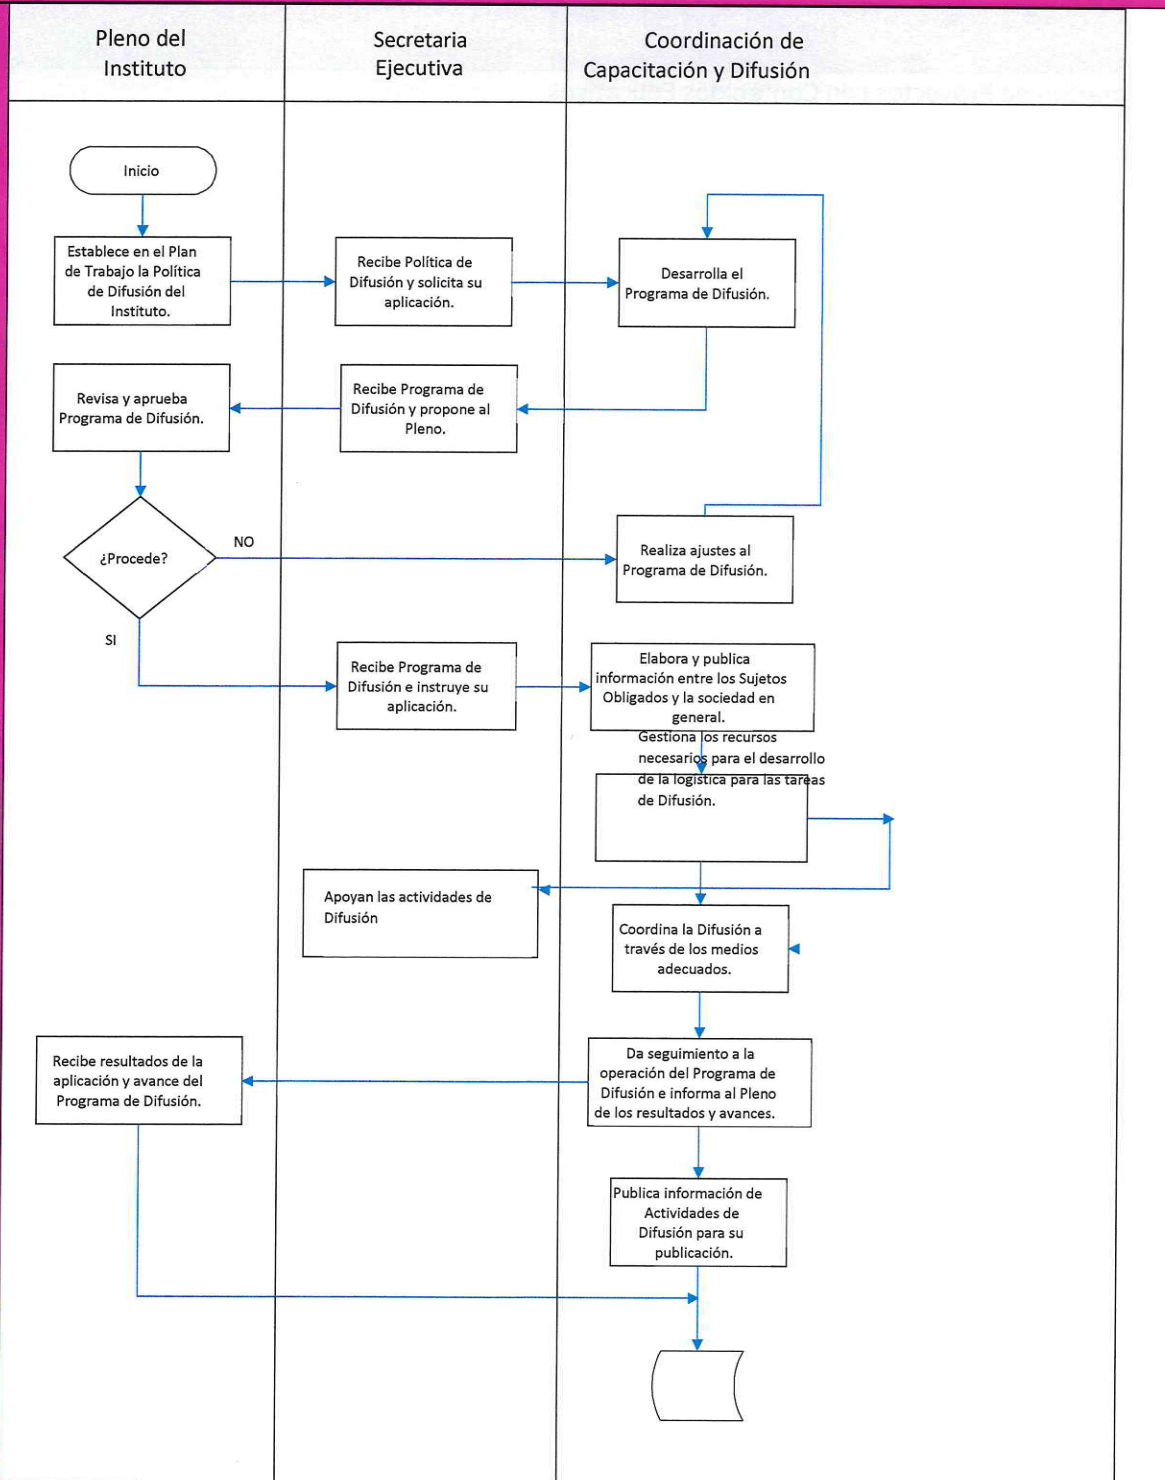 Pleno del
Instituto
Secretaria
Ejecutiva
Coordinación de
Capacitación y Difusión
Inicio
Establece en el Plan
de Trabajo la Política
de Difusión del
Instituto.
Recibe Política de
Difusión y solicita su
aplicación.
Desarrolla el
Programa de Difusión.
Revisa y aprueba
Programa de Difusión.
Recibe Programa de
Difusión y propone al
Pleno.
¿Procede?
NO
Realiza ajustes al
Programa de Difusión.
SI
Recibe Programa de
Difusión e instruye su
aplicación.
Elabora y publica
información entre los Sujetos
Obligados y la sociedad en
general.
Gestiona los recursos
necesarios para el desarrollo
de la logística para las tareas
de Difusión.
Apoyan las actividades de
Difusión
Coordina la Difusión a
través de los medios
adecuados.
Recibe resultados de la
aplicación y avance del
Programa de Difusión.
Da seguimiento a la
operación del Programa de
Difusión e informa al Pleno
de los resultados y avances.
Publica información de
Actividades de
Difusión para su
publicación.